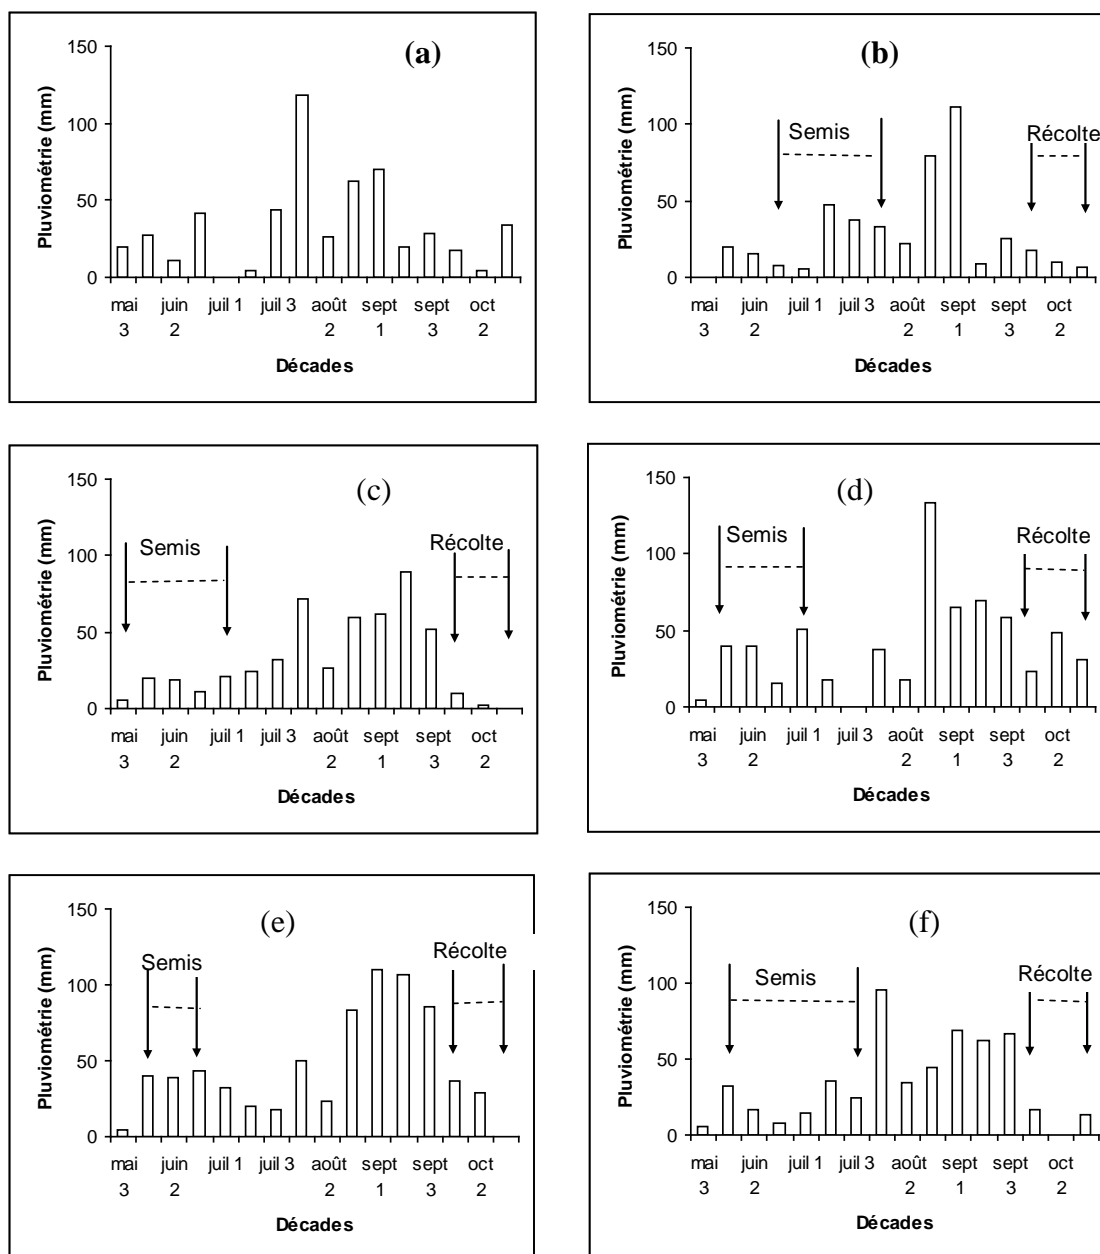 (a)
Pluviométrie (mm)
150
100
50
0
mai juin juil 1 juil 3 août sept sept oct
3 2 2 1 3 2
Décades
(b)
Pluviométrie (mm)
150
100
50
0
Semis
Récolte
mai juin juil 1 juil 3 août sept sept oct
3 2 2 1 3 2
Décades
(c)
Pluviométrie (mm)
150
100
50
0
Semis
Récolte
mai juin juil 1 juil 3 août sept sept oct
3 2 2 1 3 2
Décades
(d)
Pluviométrie (mm)
150
100
50
0
Semis
Récolte
mai juin juil 1 juil 3 août sept sept oct
3 2 2 1 3 2
Décades
(e)
Pluviométrie (mm)
150
100
50
0
Semis
Récolte
mai juin juil 1 juil 3 août sept sept oct
3 2 2 1 3 2
Décades
(f)
Pluviométrie (mm)
150
100
50
0
Semis
Récolte
mai juin juil 1 juil 3 août sept sept oct
3 2 2 1 3 2
Décades